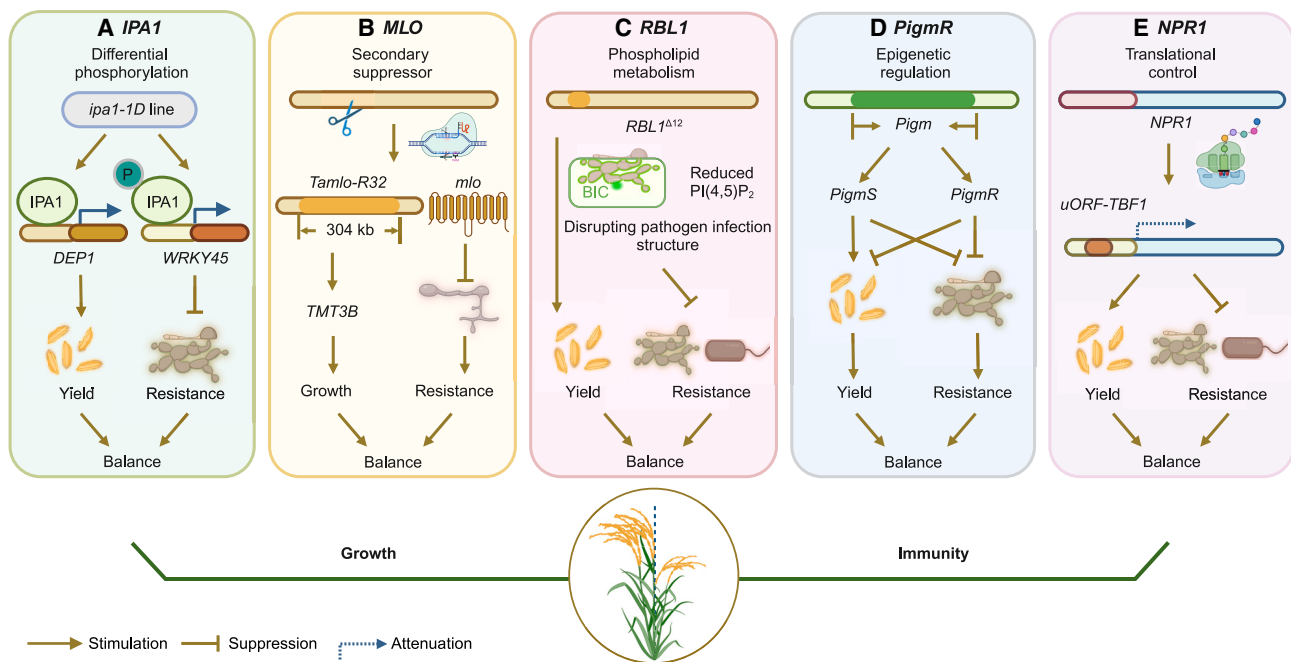 A IPA1
Differential
phosphorylation
ipa1-1D line
P
IPA1
IPA1
DEP1
WRKY45
Yield
Resistance
Balance
B MLO
Secondary
suppressor
Tamlo-R32
mlo
304 kb
TMT3B
Growth
Resistance
Balance
C RBL1
Phospholipid
metabolism
RBL1Δ12
BIC
Reduced
PI(4,5)P2
Disrupting pathogen infection
structure
Yield
Resistance
Balance
D PigmR
Epigenetic
regulation
Pigm
PigmS
PigmR
Yield
Resistance
Balance
E NPR1
Translational
control
NPR1
uORF-TBF1
Yield
Resistance
Balance
Growth
Immunity
Stimulation
Suppression
Attenuation